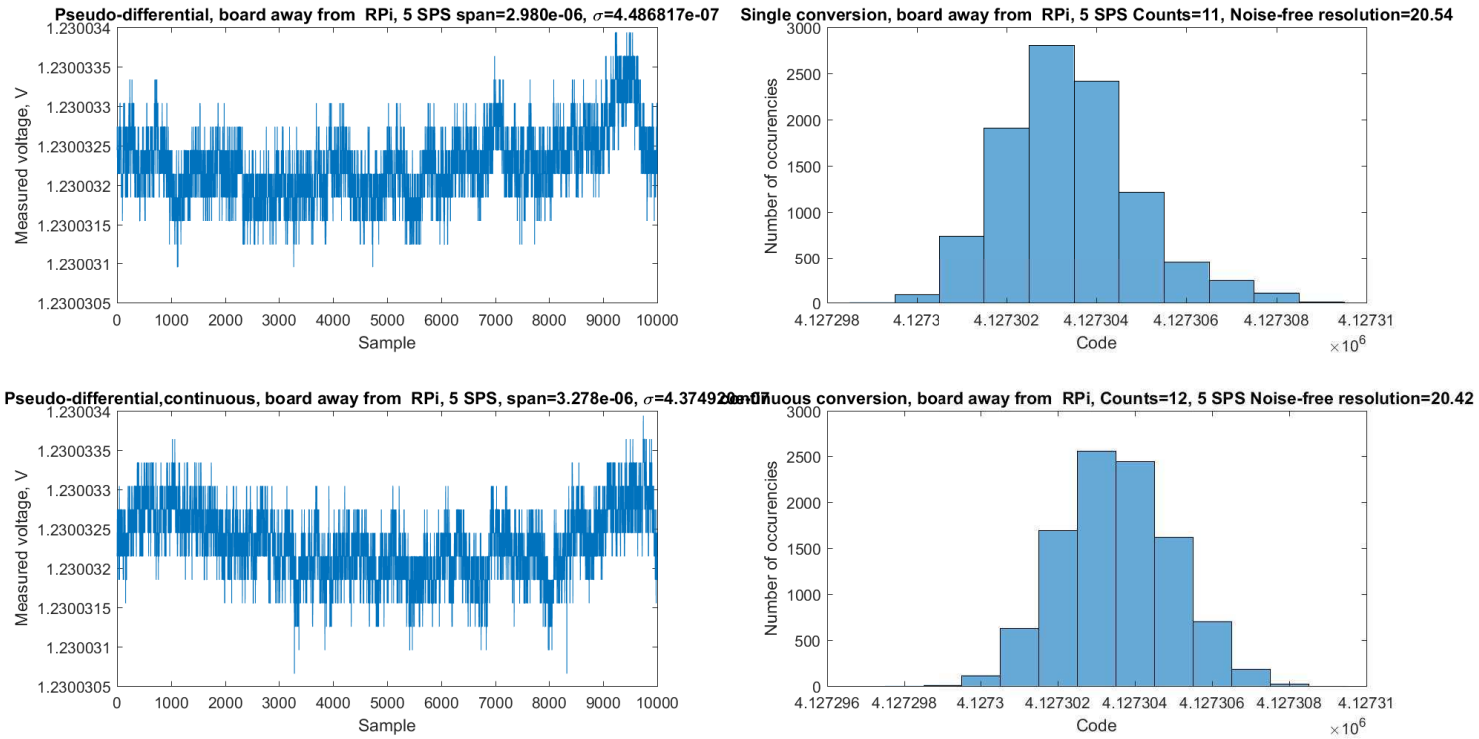 Pseudo-differential, board away from  RPi, 5 SPS span=2.980e-06, σ=4.486817e-07
1.230034
1.2300335
1.230033
1.2300325
1.230032
1.2300315
1.230031
1.2300305
Measured voltage, V
0 1000 2000 3000 4000 5000 6000 7000 8000 9000 10000
Sample
Single conversion, board away from  RPi, 5 SPS Counts=11, Noise-free resolution=20.54
3000
2500
2000
1500
1000
500
0
Number of occurencies
4.127298 4.1273 4.127302 4.127304 4.127306 4.127308 4.12731
Code
×10⁶
Pseudo-differential,continuous, board away from  RPi, 5 SPS, span=3.278e-06, σ=4.374920e-07
1.230034
1.2300335
1.230033
1.2300325
1.230032
1.2300315
1.230031
1.2300305
Measured voltage, V
0 1000 2000 3000 4000 5000 6000 7000 8000 9000 10000
Sample
continuous conversion, board away from  RPi, Counts=12, 5 SPS Noise-free resolution=20.42
3000
2500
2000
1500
1000
500
0
Number of occurencies
4.127296 4.127298 4.1273 4.127302 4.127304 4.127306 4.127308 4.12731
Code
×10⁶